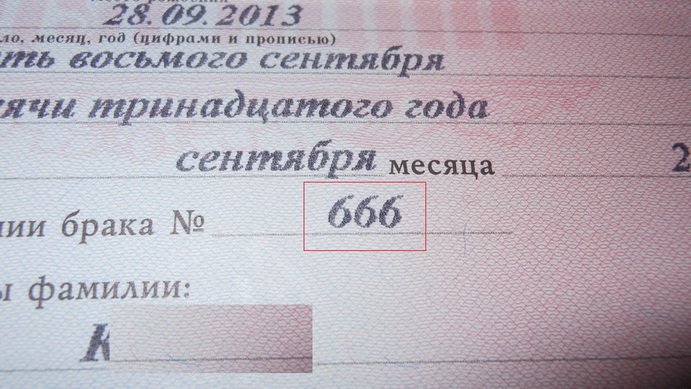 28.09.2013
ло, месяц, год (цифрами и прописью)
ть восьмого сентября
ячи тринадцатого года
сентября месяца 2
нии брака № 666
ы фамилии:
К